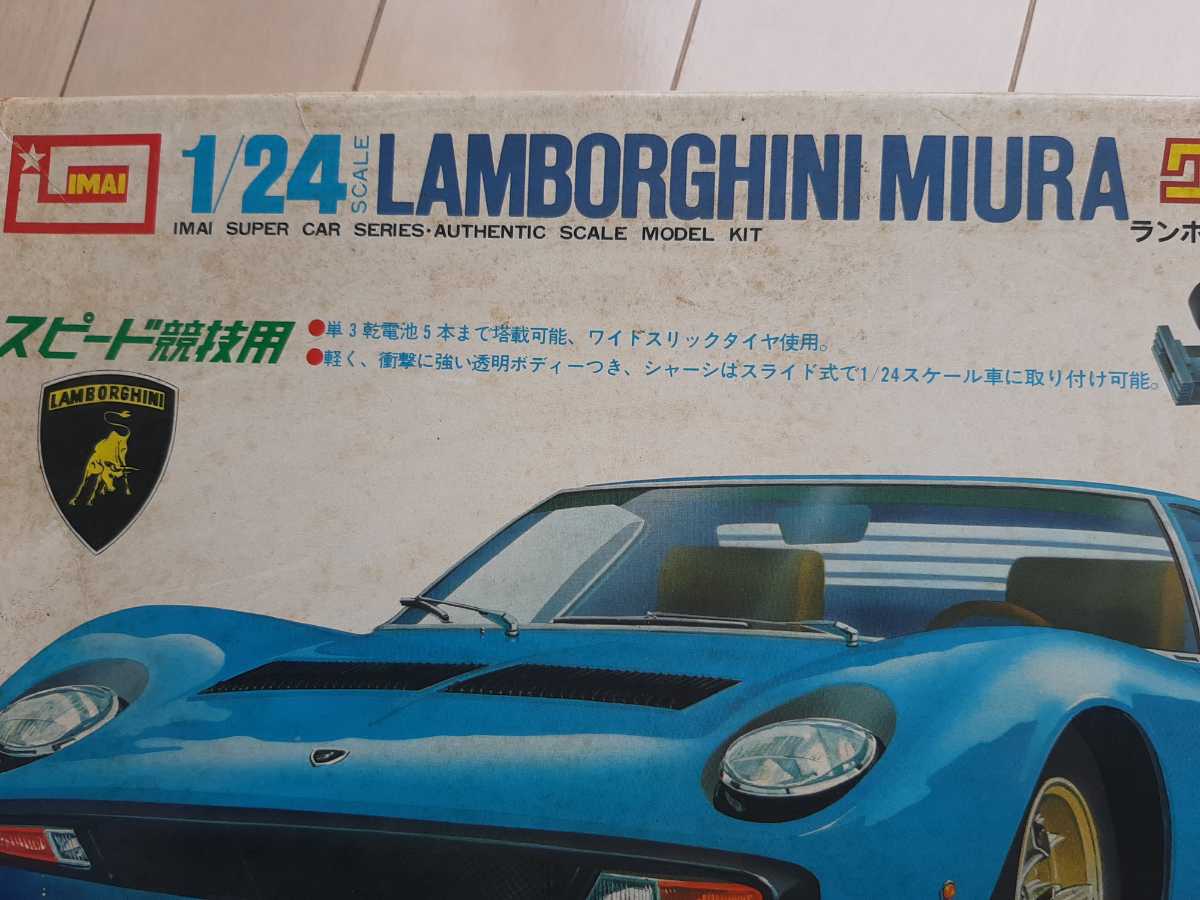 IMAI
1/24 SCALE LAMBORGHINI MIURA
IMAI SUPER CAR SERIES・AUTHENTIC SCALE MODEL KIT
ランボ
スピード競技用
●単3乾電池5本まで塔載可能、ワイドスリックタイヤ使用。
●軽く、衝撃に強い透明ボディーつき、シャーシはスライド式で1/24スケール車に取り付け可能。
LAMBORGHINI